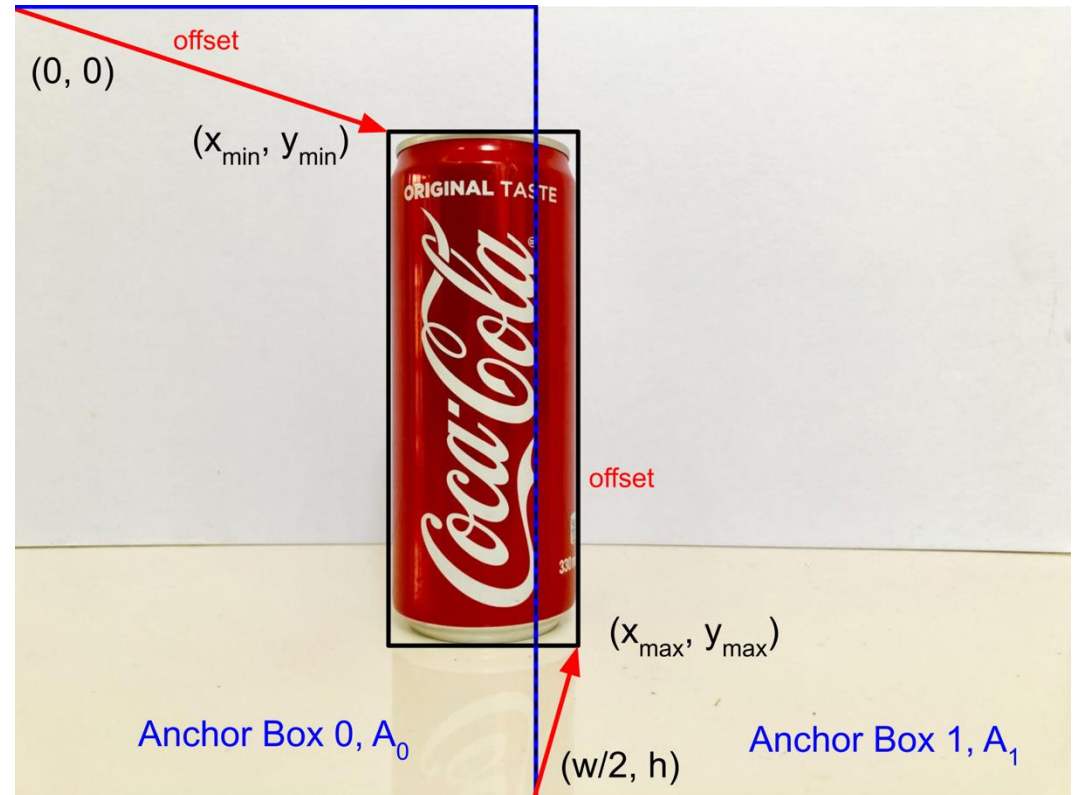 offset
(0, 0)
(xmin, ymin)
ORIGINAL TASTE
Coca-Cola
offset
330
(xmax, ymax)
Anchor Box 0, A0
(w/2, h)
Anchor Box 1, A1